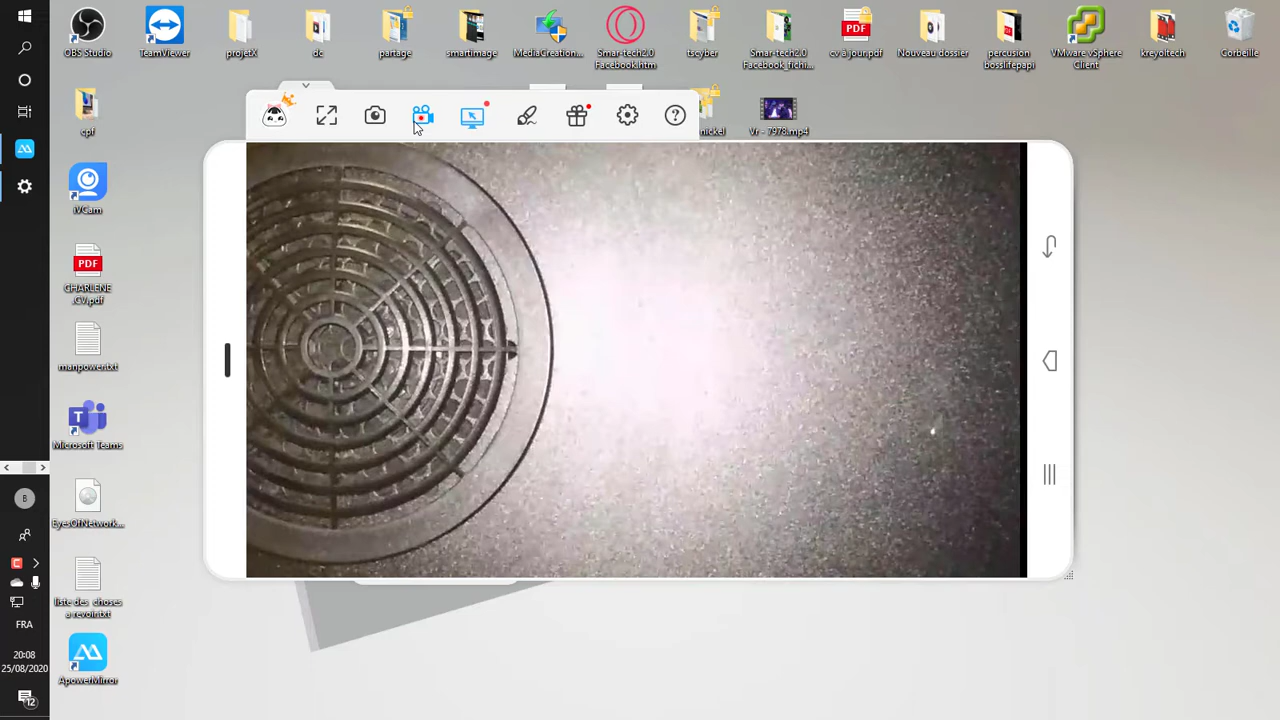 OBS Studio
TeamViewer
projetX
dc
partage
smartimage
MediaCreation...
Smar-tech2.0
Facebook.htm
tscyber
Smar-tech2.0
Facebook_fichi...
PDF
cv 3 jour.pdf
Nouveau dossier
percusion
bosslifepapi
VMware vSphere
Client
kreyoltech
Corbeille
cpf
nickel
Vr - 7978.mp4
iVCam
PDF
CHARLENE
.CV.pdf
manpower.txt
Microsoft Teams
EyesOfNetwork...
liste des choses
a revoir.txt
ApowerMirror
B
FRA
20:08
25/08/2020
12